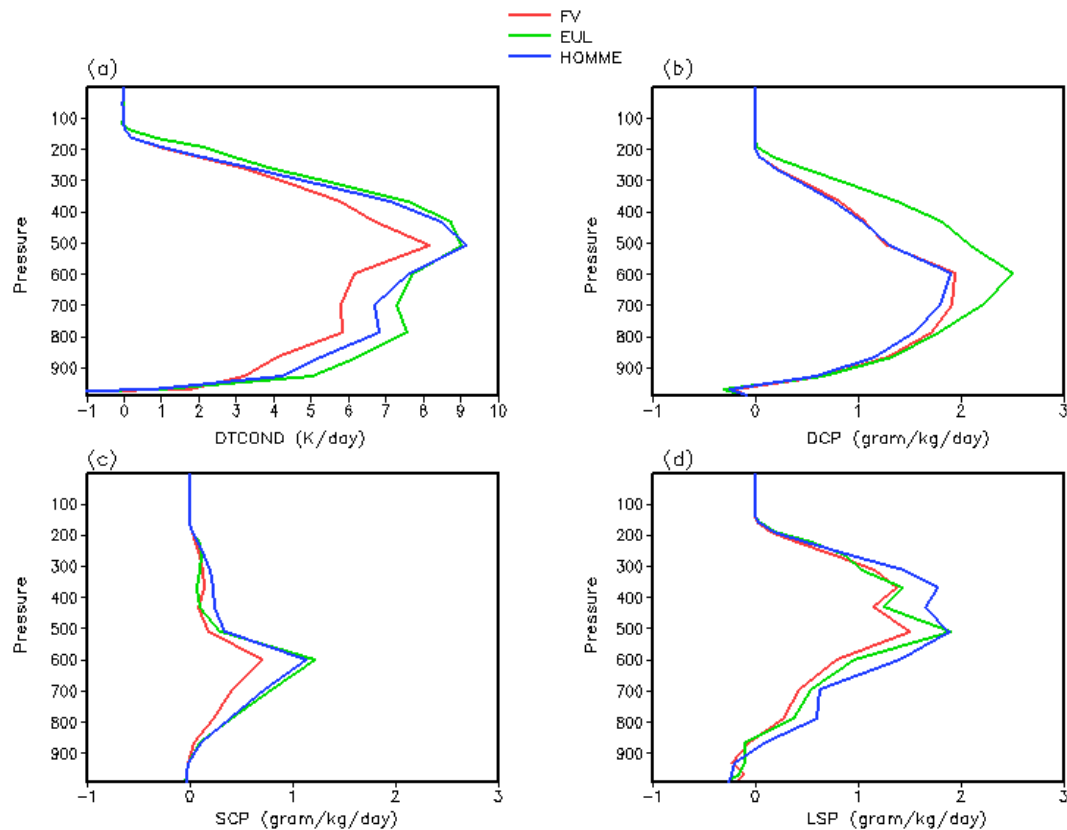 FV
EUL
HOMME
(a)
(b)
100
200
300
400
500
600
700
800
900
Pressure
-1 0 1 2 3 4 5 6 7 8 9 10
DTCOND (K/day)
100
200
300
400
500
600
700
800
900
Pressure
-1 0 1 2 3
DCP (gram/kg/day)
(c)
(d)
100
200
300
400
500
600
700
800
900
Pressure
-1 0 1 2 3
SCP (gram/kg/day)
100
200
300
400
500
600
700
800
900
Pressure
-1 0 1 2 3
LSP (gram/kg/day)